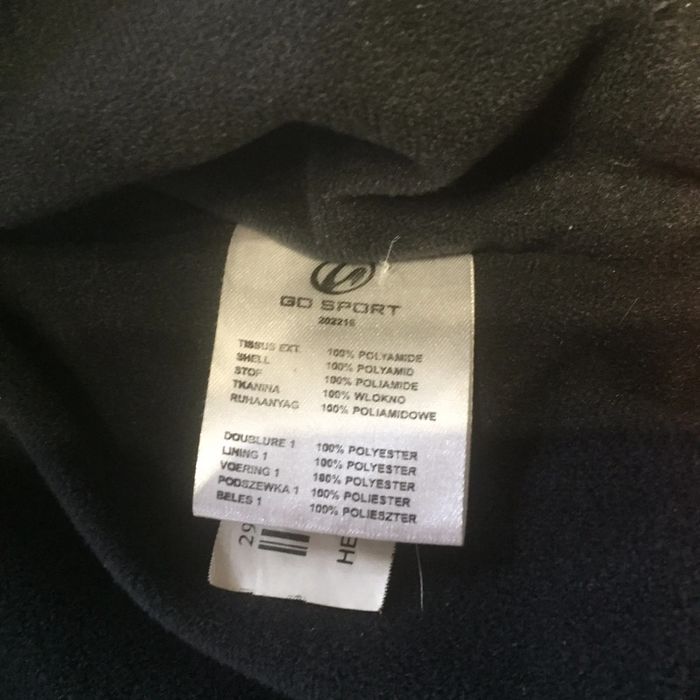 GO SPORT
202216
TISSUS EXT. 100% POLYAMIDE
SHELL 100% POLYAMID
STOF 100% POLIAMIDE
TKANINA 100% WLOKNO
RUHAANYAG 100% POLIAMIDOWE
DOUBLURE 1 100% POLYESTER
LINING 1 100% POLYESTER
VOERING 1 100% POLYESTER
PODSZEWKA 1 100% POLIESTER
BELES 1 100% POLIESZTER
29
HE